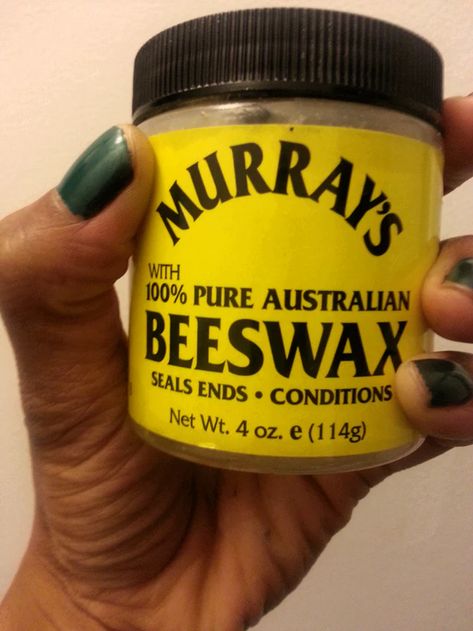 MURRAY'S
WITH
100% PURE AUSTRALIAN
BEESWAX
SEALS ENDS • CONDITIONS
Net Wt. 4 oz. e (114g)